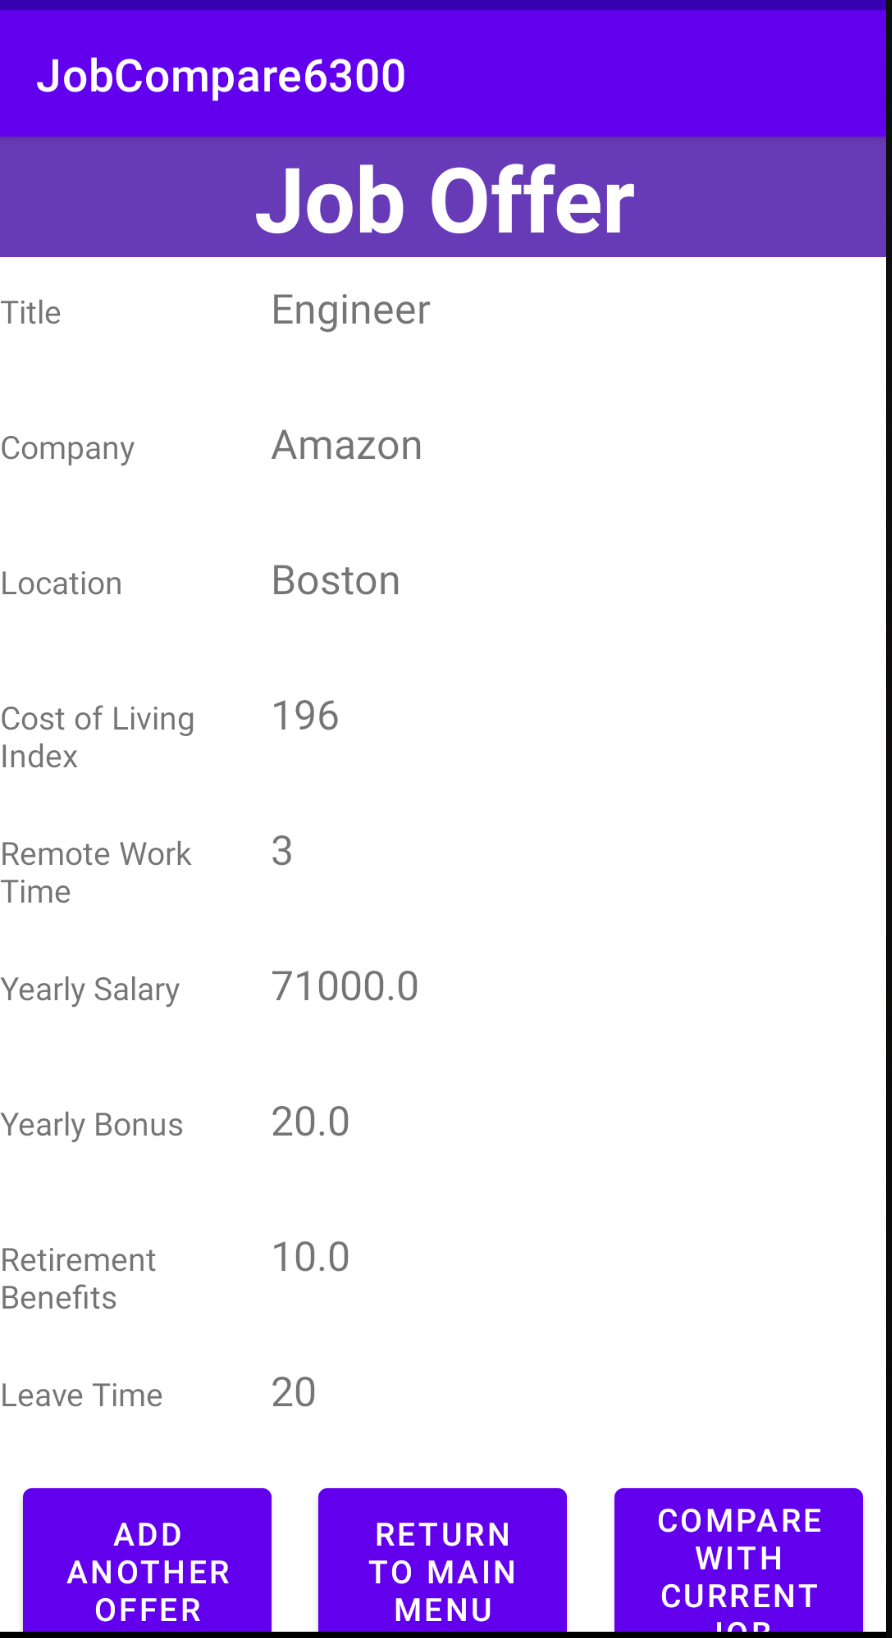 JobCompare6300
Job Offer
Title Engineer
Company Amazon
Location Boston
Cost of Living 196
Index
Remote Work 3
Time
Yearly Salary 71000.0
Yearly Bonus 20.0
Retirement 10.0
Benefits
Leave Time 20
ADD
ANOTHER
OFFER
RETURN
TO MAIN
MENU
COMPARE
WITH
CURRENT
JOB